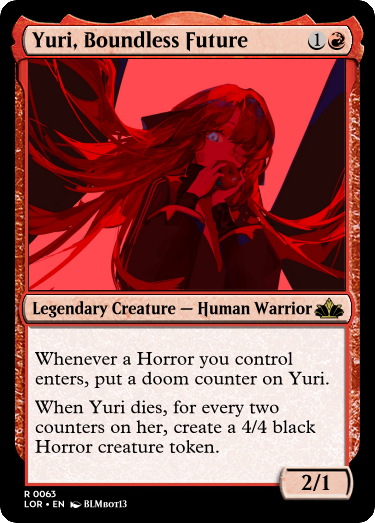 Yuri, Boundless Future 1
Legendary Creature — Human Warrior
Whenever a Horror you control
enters, put a doom counter on Yuri.
When Yuri dies, for every two
counters on her, create a 4/4 black
Horror creature token.
2/1
R 0063
LOR • EN BLMBOT13